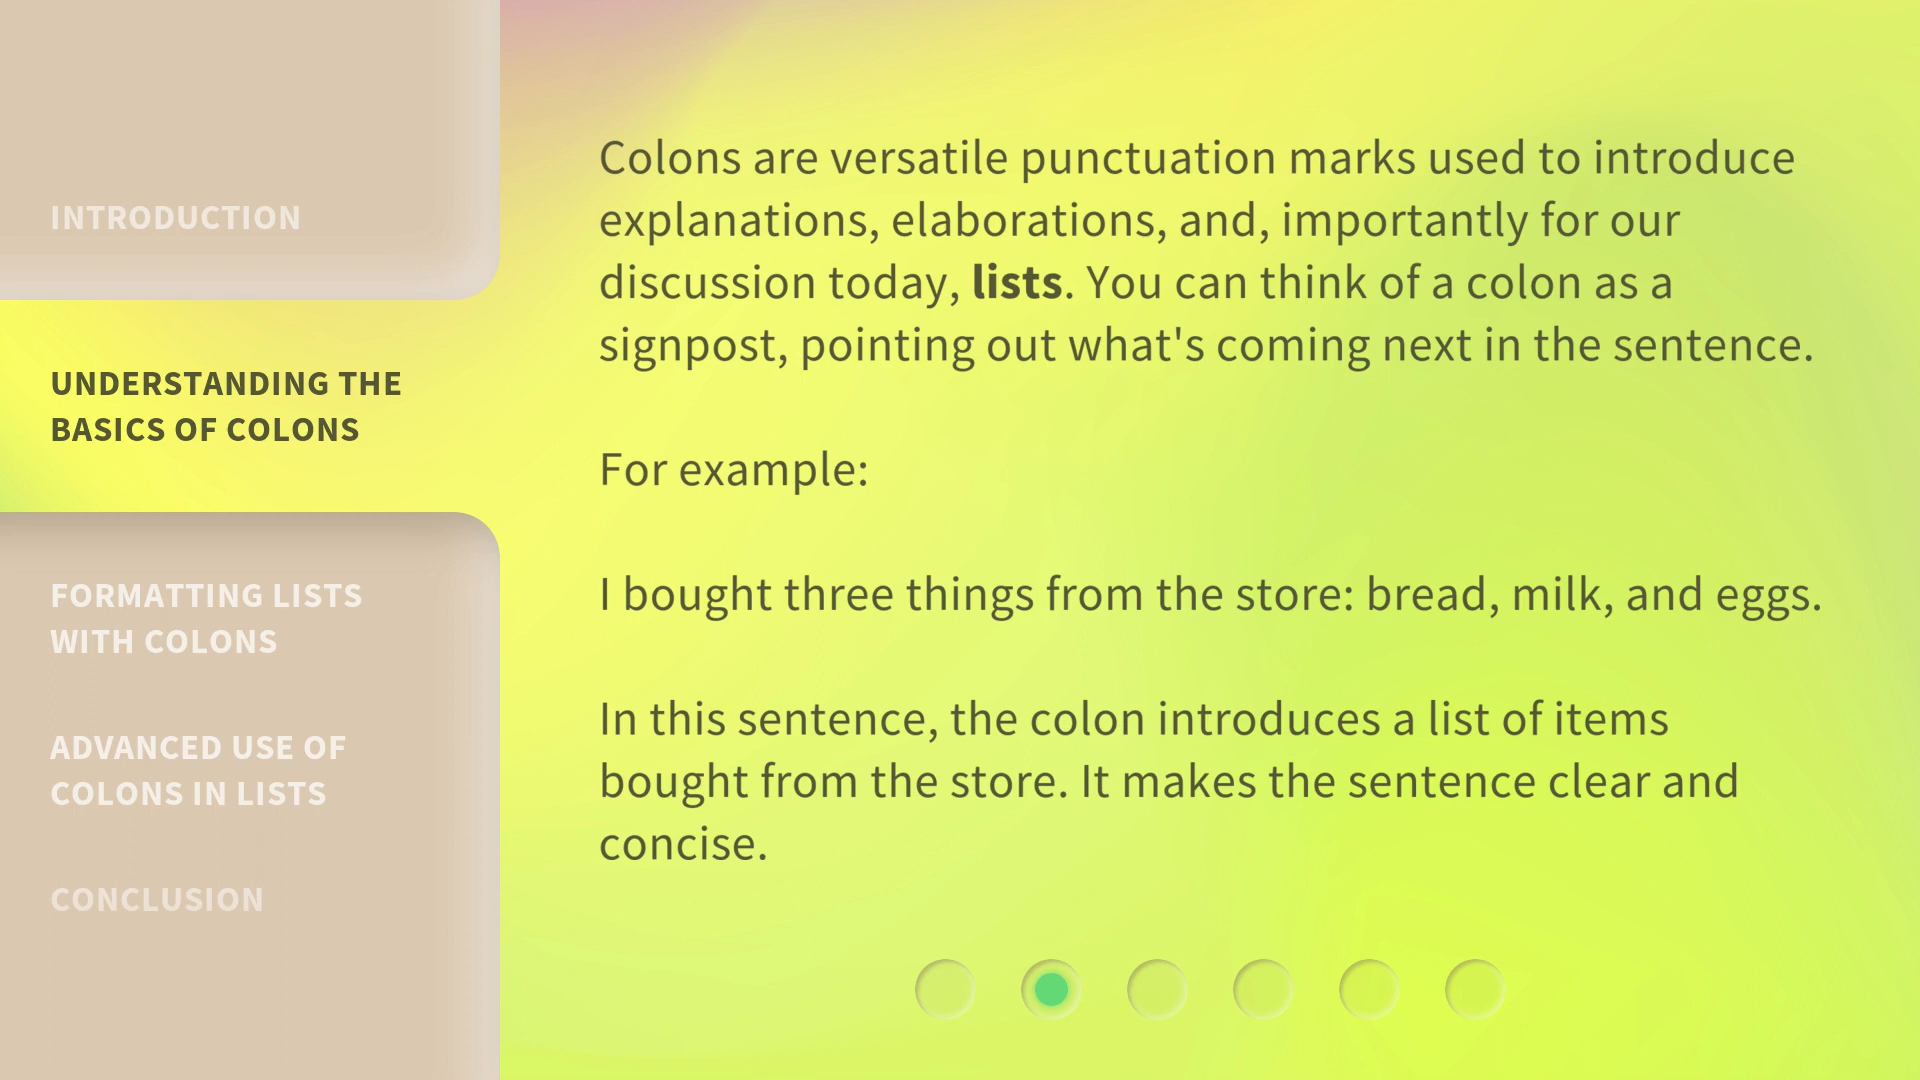 INTRODUCTION
UNDERSTANDING THE
BASICS OF COLONS
FORMATTING LISTS
WITH COLONS
ADVANCED USE OF
COLONS IN LISTS
CONCLUSION
Colons are versatile punctuation marks used to introduce
explanations, elaborations, and, importantly for our
discussion today, lists. You can think of a colon as a
signpost, pointing out what's coming next in the sentence.
For example:
I bought three things from the store: bread, milk, and eggs.
In this sentence, the colon introduces a list of items
bought from the store. It makes the sentence clear and
concise.